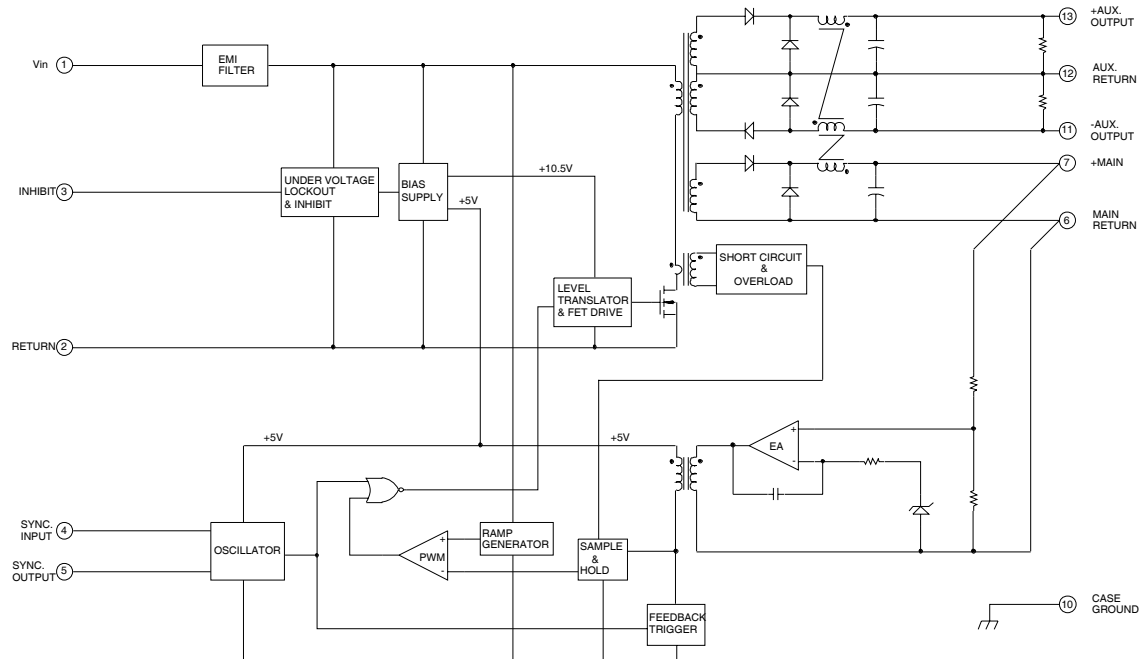 +AUX.
OUTPUT
13
Vin 1
EMI
FILTER
12
AUX.
RETURN
11
-AUX.
OUTPUT
7
+MAIN
INHIBIT 3
UNDER VOLTAGE
LOCKOUT
& INHIBIT
BIAS
SUPPLY
+10.5V
+5V
6
MAIN
RETURN
SHORT CIRCUIT
&
OVERLOAD
LEVEL
TRANSLATOR
& FET DRIVE
RETURN 2
+5V
+5V
+
EA
-
SYNC.
INPUT
4
OSCILLATOR
SYNC.
OUTPUT
5
+
PWM
-
RAMP
GENERATOR
SAMPLE
&
HOLD
FEEDBACK
TRIGGER
10
CASE
GROUND